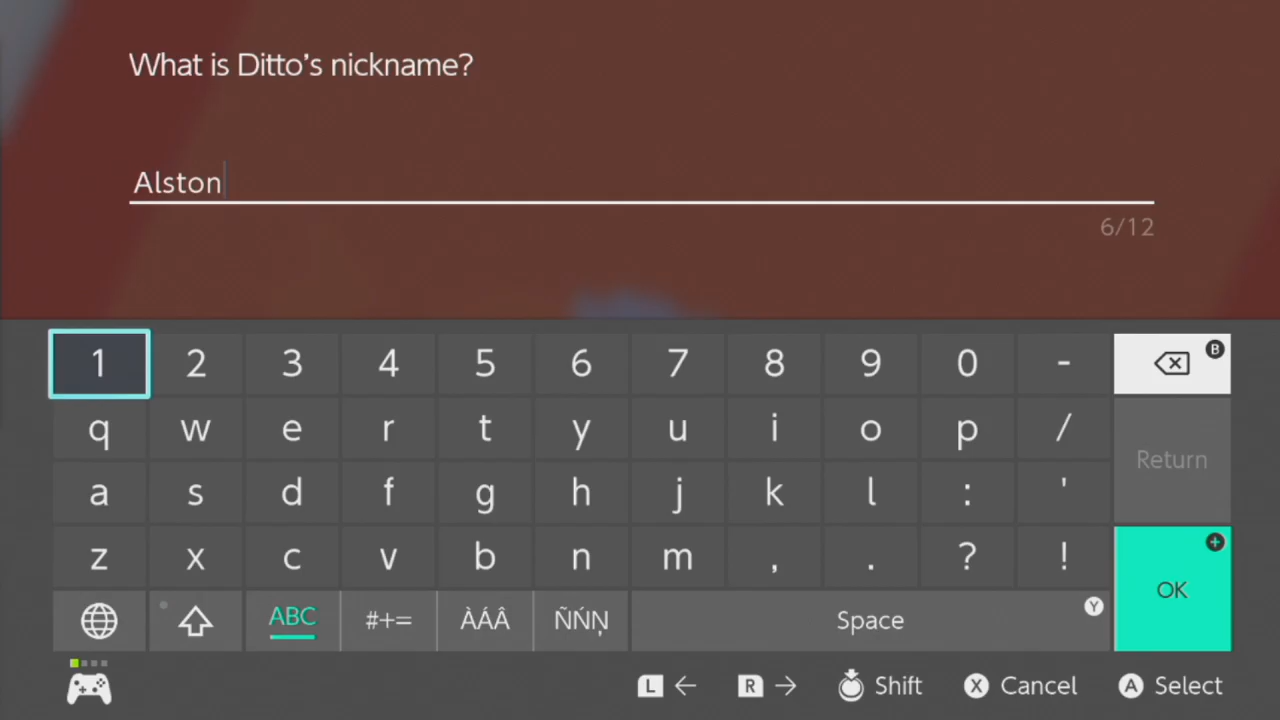 What is Ditto's nickname?
Alston
6/12
1 2 3 4 5 6 7 8 9 0 - B
q w e r t y u i o p /
Return
a s d f g h j k l : '
z x c v b n m , . ? ! +
OK
ABC #+= ÀÁÂ ÑŃŅ Space Y
L ← R → Shift X Cancel A Select